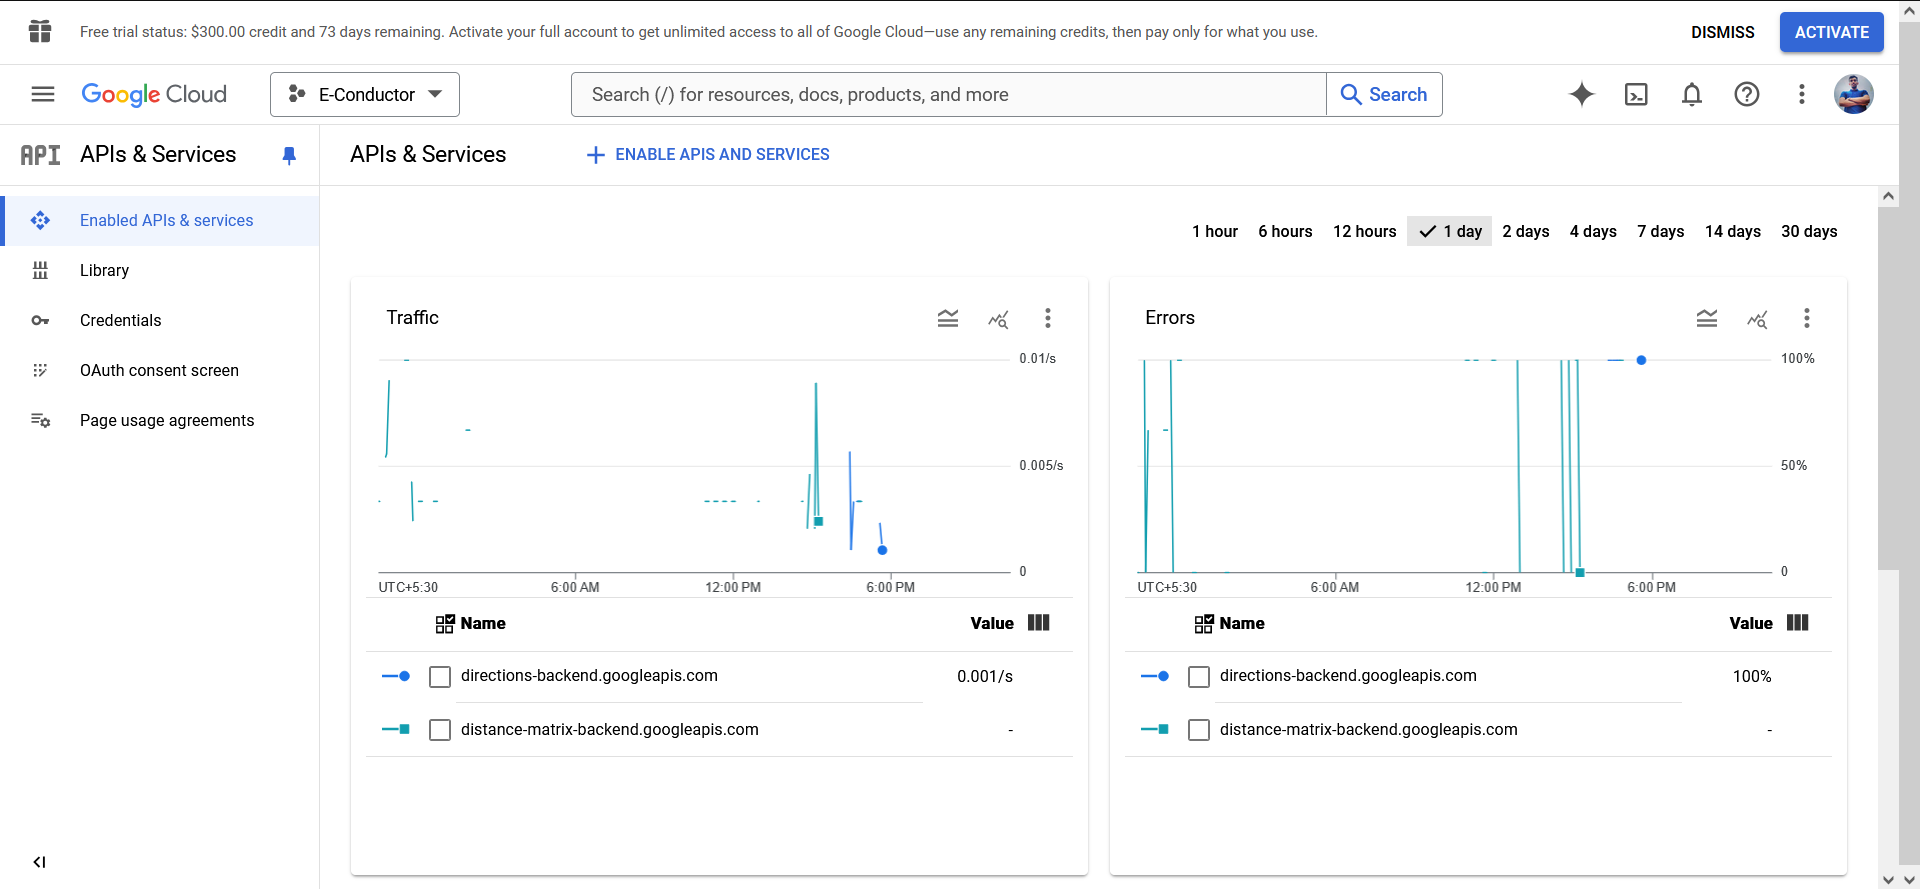 Free trial status: $300.00 credit and 73 days remaining. Activate your full account to get unlimited access to all of Google Cloud—use any remaining credits, then pay only for what you use.
DISMISS
ACTIVATE
Google Cloud
E-Conductor
Search (/) for resources, docs, products, and more
Search
API
APIs & Services
Enabled APIs & services
Library
Credentials
OAuth consent screen
Page usage agreements
APIs & Services
ENABLE APIS AND SERVICES
1 hour 6 hours 12 hours 1 day 2 days 4 days 7 days 14 days 30 days
Traffic
0.01/s
0.005/s
0
UTC+5:30 6:00 AM 12:00 PM 6:00 PM
Name Value
directions-backend.googleapis.com 0.001/s
distance-matrix-backend.googleapis.com -
Errors
100%
50%
0
UTC+5:30 6:00 AM 12:00 PM 6:00 PM
Name Value
directions-backend.googleapis.com 100%
distance-matrix-backend.googleapis.com -